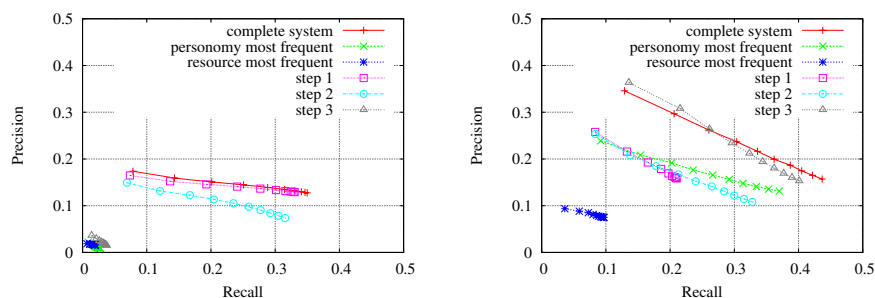 0.5
0.4
0.3
0.2
0.1
0
Precision
complete system
personomy most frequent
resource most frequent
step 1
step 2
step 3
0 0.1 0.2 0.3 0.4 0.5
Recall
0.5
0.4
0.3
0.2
0.1
0
Precision
complete system
personomy most frequent
resource most frequent
step 1
step 2
step 3
0 0.1 0.2 0.3 0.4 0.5
Recall